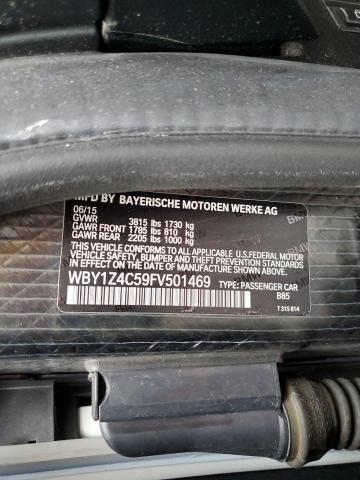 MFD BY BAYERISCHE MOTOREN WERKE AG
06/15
GVWR 3815 lbs 1730 kg
GAWR FRONT 1785 lbs 810 kg
GAWR REAR 2205 lbs 1000 kg
THIS VEHICLE CONFORMS TO ALL APPLICABLE U.S.FEDERAL MOTOR
VEHICLE SAFETY, BUMPER, AND THEFT PREVENTION STANDARDS
IN EFFECT ON THE DATE OF MANUFACTURE SHOWN ABOVE.
WBY1Z4C59FV501469 TYPE: PASSENGER CAR
B85
7 315 814